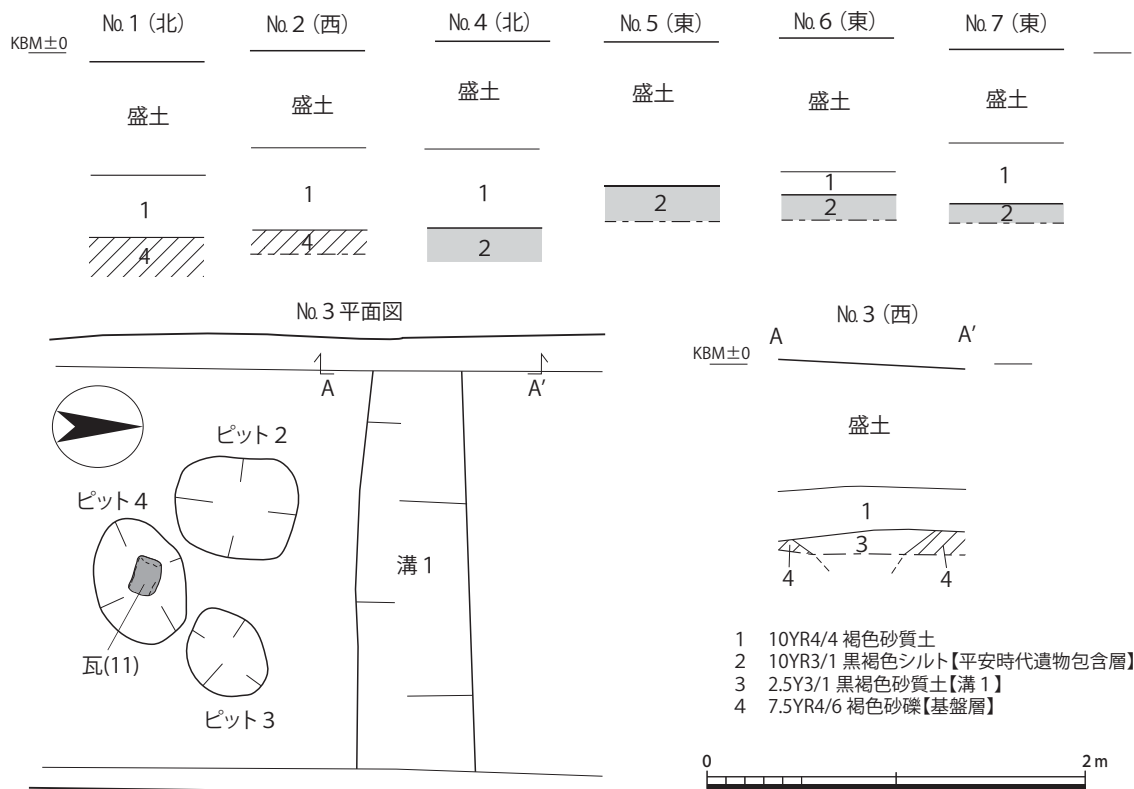 No. 1 (北)
No. 2 (西)
No. 4 (北)
No. 5 (東)
No. 6 (東)
No. 7 (東)
KBM±0
盛土
盛土
盛土
盛土
盛土
盛土
1
1
1
1
1
4
4
2
2
2
2
No. 3 平面図
A
A'
ピット 2
ピット 4
溝 1
瓦(11)
ピット 3
No. 3 (西)
A
A'
KBM±0
盛土
1
3
4
4
1 10YR4/4 褐色砂質土
2 10YR3/1 黒褐色シルト【平安時代遺物包含層】
3 2.5Y3/1 黒褐色砂質土【溝 1】
4 7.5YR4/6 褐色砂礫【基盤層】
0
2 m